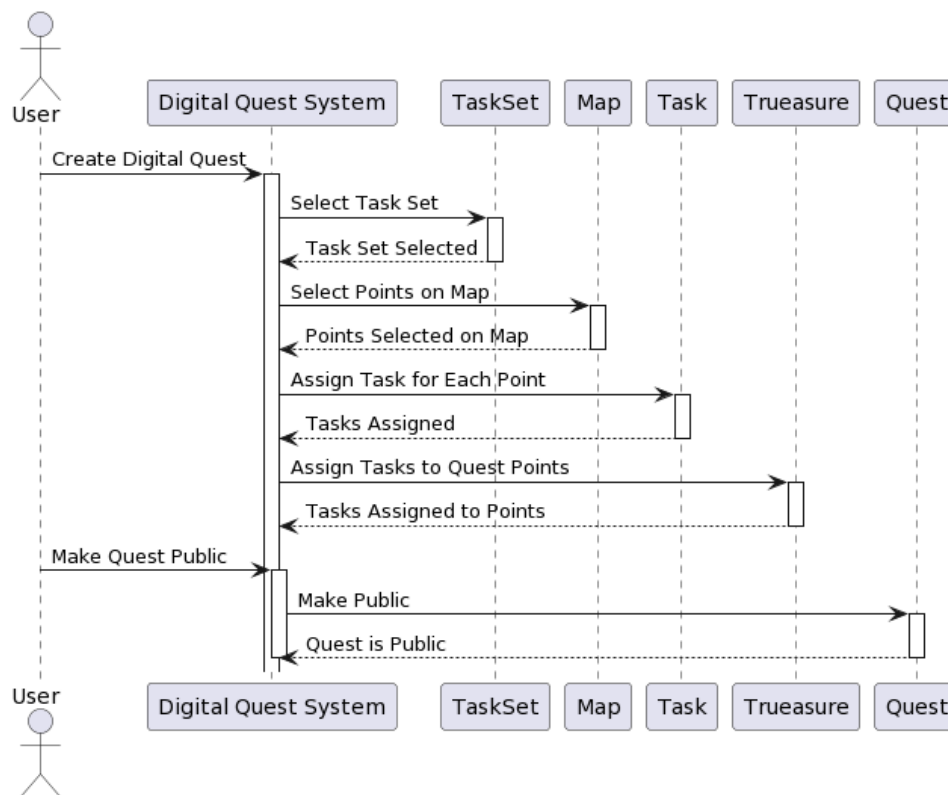 User
Digital Quest System
TaskSet
Map
Task
Trueasure
Quest
Create Digital Quest
Select Task Set
Task Set Selected
Select Points on Map
Points Selected on Map
Assign Task for Each Point
Tasks Assigned
Assign Tasks to Quest Points
Tasks Assigned to Points
Make Quest Public
Make Public
Quest is Public
User
Digital Quest System
TaskSet
Map
Task
Trueasure
Quest